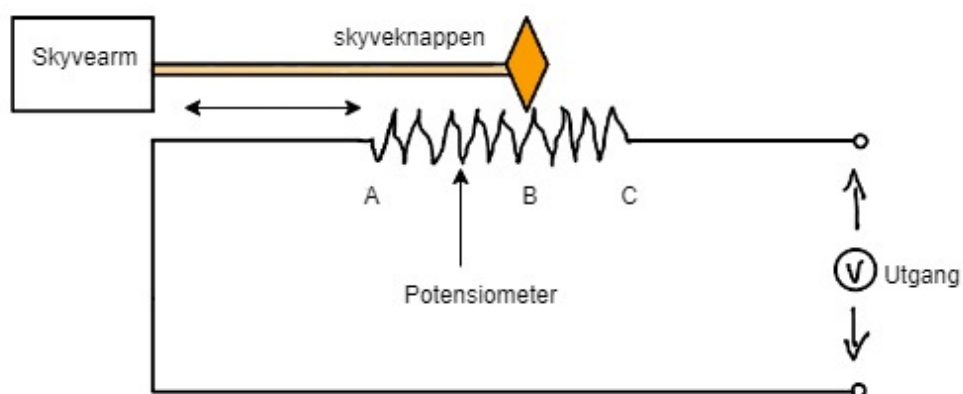 skyveknappen
Skyvearm
A
B
C
Potensiometer
V
Utgang